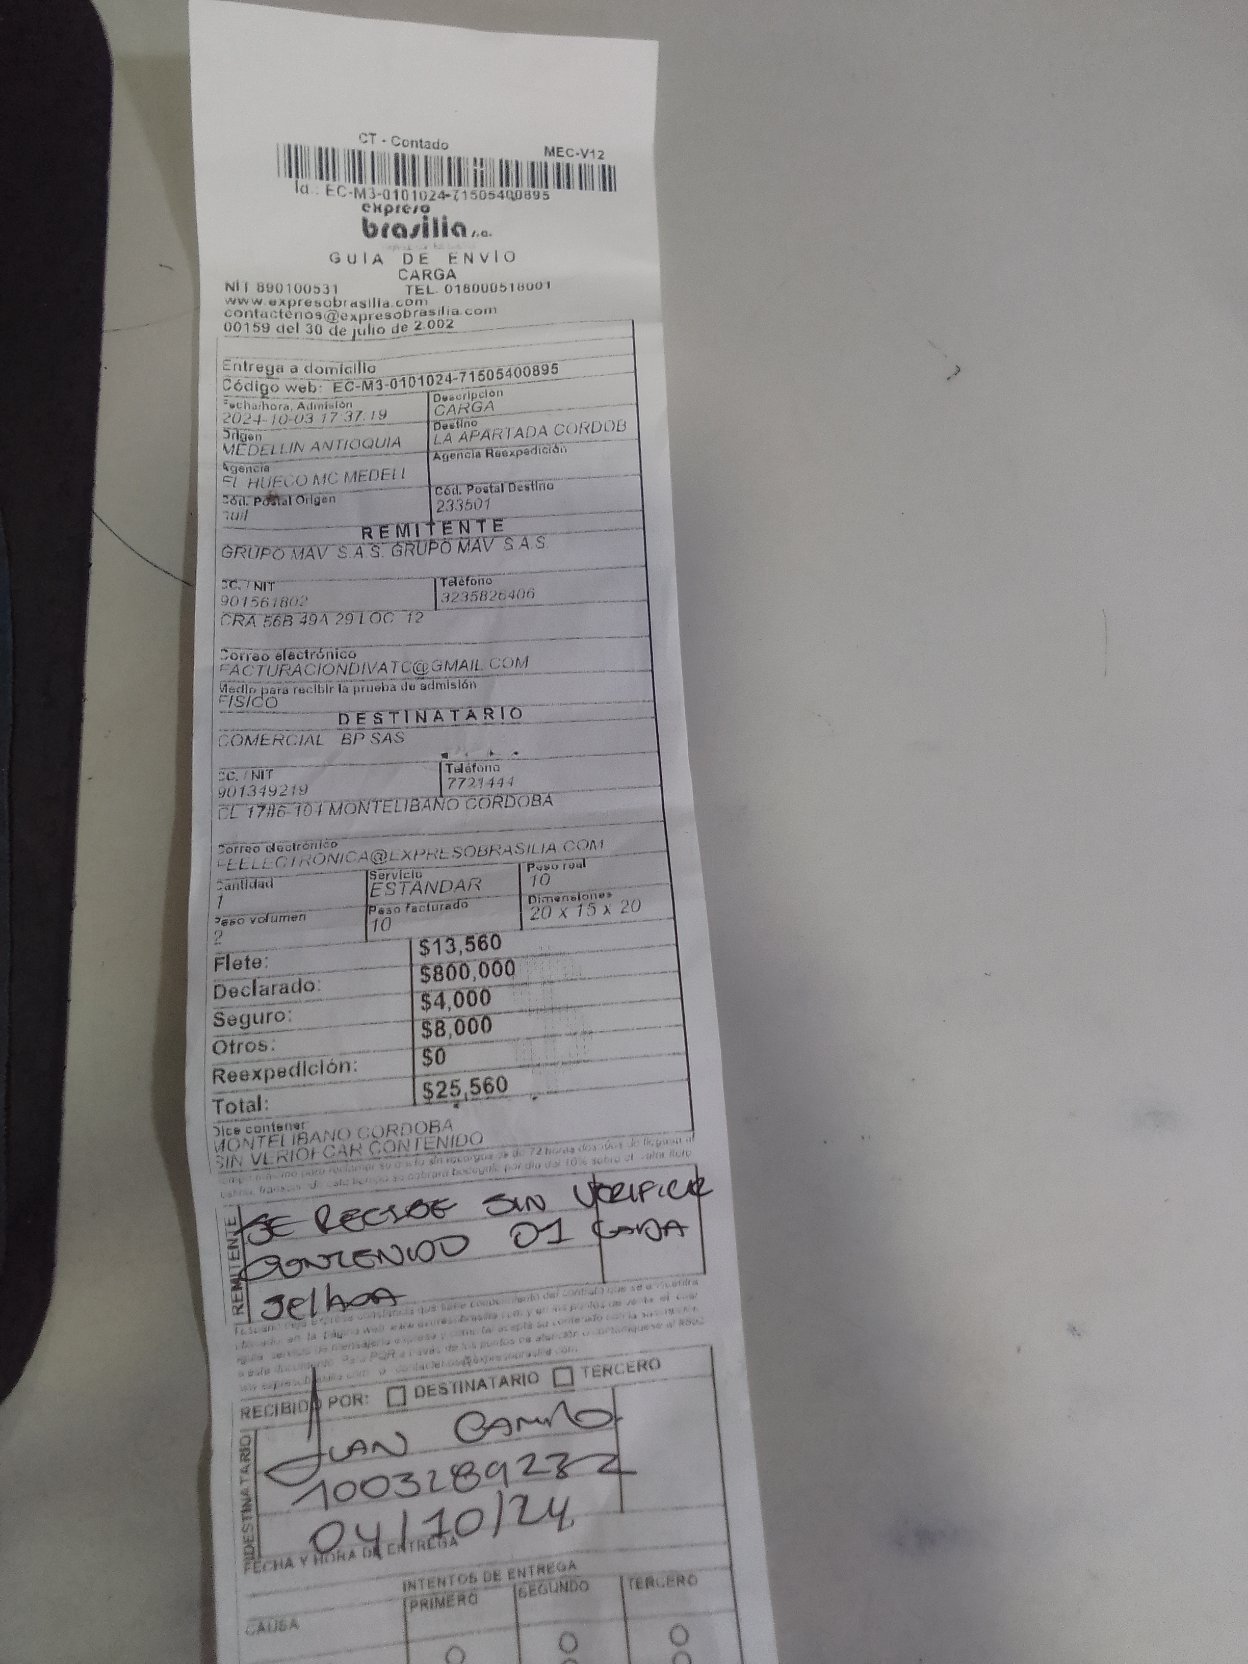 CT - Contado
MEC-V12
Ia.: EC-M3-0101024-71505400895
expreso
brasilia s.a.
GUIA DE ENVÍO
CARGA
NIT 890100531 TEL. 018000518001
www.expresobrasilia.com
contactenos@expresobrasilia.com
00159 del 30 de julio de 2.002
Entrega a domicilio
Código web: EC-M3-0101024-71505400895
Fecha/hora. Admisión Descripción
2024-10-03 17:37:19 CARGA
Origen Destino
MEDELLIN ANTIOQUIA LA APARTADA CORDOB
Agencia Agencia Reexpedición
EL HUECO MC MEDELL
Cód. Postal Origen Cód. Postal Destino
null 233501
REMITENTE
GRUPO MAV S.A.S. GRUPO MAV S.A.S.
CC. / NIT Teléfono
901561802 3235826406
CRA 56B 49A 29 LOC 12
Correo electrónico
FACTURACIONDIVATC@GMAIL.COM
Medio para recibir la prueba de admisión
FISICO
DESTINATARIO
COMERCIAL BP SAS
CC. / NIT Teléfono
901349219 7721444
CL 17#6-104 MONTELIBANO CORDOBA
Correo electrónico
FEELECTRONICA@EXPRESOBRASILIA.COM
Cantidad Servicio Peso real
1 ESTANDAR 10
Peso volumen Peso facturado Dimensiones
2 10 20 x 15 x 20
Flete: $13,560
Declarado: $800,000
Seguro: $4,000
Otros: $8,000
Reexpedición: $0
Total: $25,560
Dice contener
MONTELIBANO CORDOBA
SIN VERIOFCAR CONTENIDO
REMITENTE
SE RECIBE SIN VERIFICAR
CONTENIDO 01 CAJA
SELLADA
RECIBIDO POR: DESTINATARIO TERCERO
DESTINATARIO
JUAN CAMILO
1003289232
04/10/24
FECHA Y HORA DE ENTREGA
INTENTOS DE ENTREGA
CAUSA PRIMERO SEGUNDO TERCERO